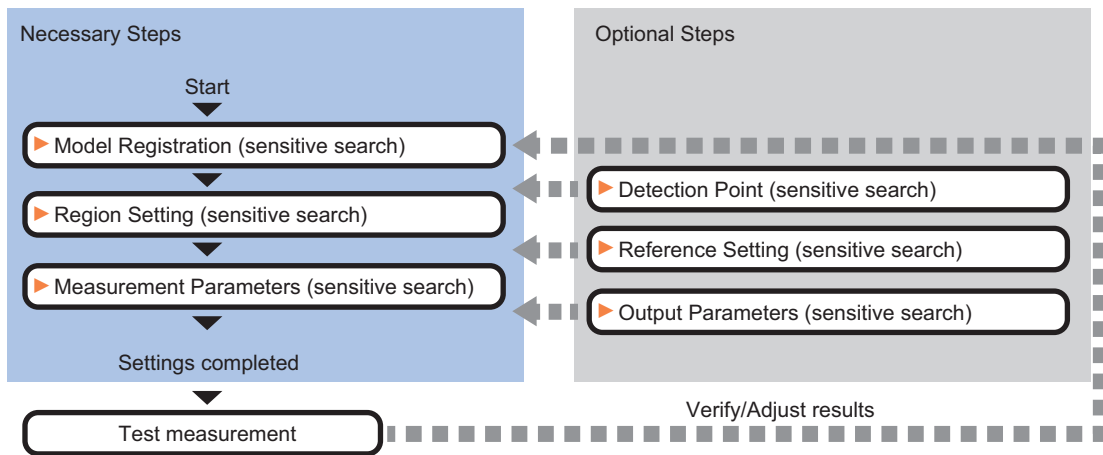 Necessary Steps
Start
Model Registration (sensitive search)
Region Setting (sensitive search)
Measurement Parameters (sensitive search)
Settings completed
Test measurement
Optional Steps
Detection Point (sensitive search)
Reference Setting (sensitive search)
Output Parameters (sensitive search)
Verify/Adjust results